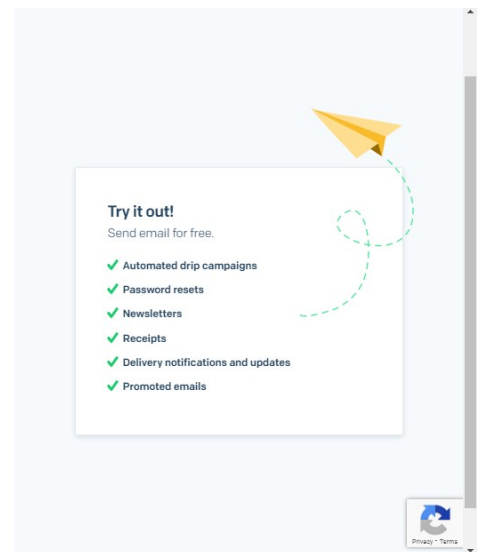 Try it out!
Send email for free.
Automated drip campaigns
Password resets
Newsletters
Receipts
Delivery notifications and updates
Promoted emails
Privacy - Terms